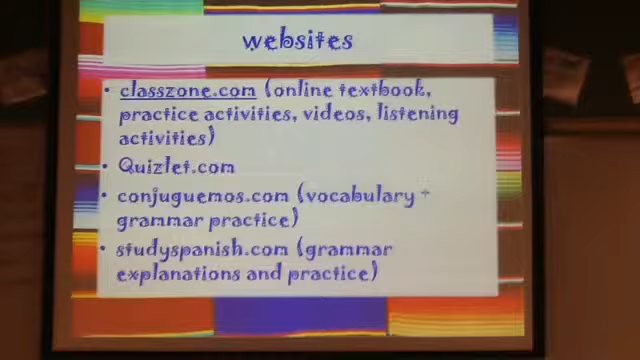 websites
• classzone.com (online textbook,
practice activities, videos, listening
activities)
• Quizlet.com
• conjuguemos.com (vocabulary +
grammar practice)
• studyspanish.com (grammar
explanations and practice)